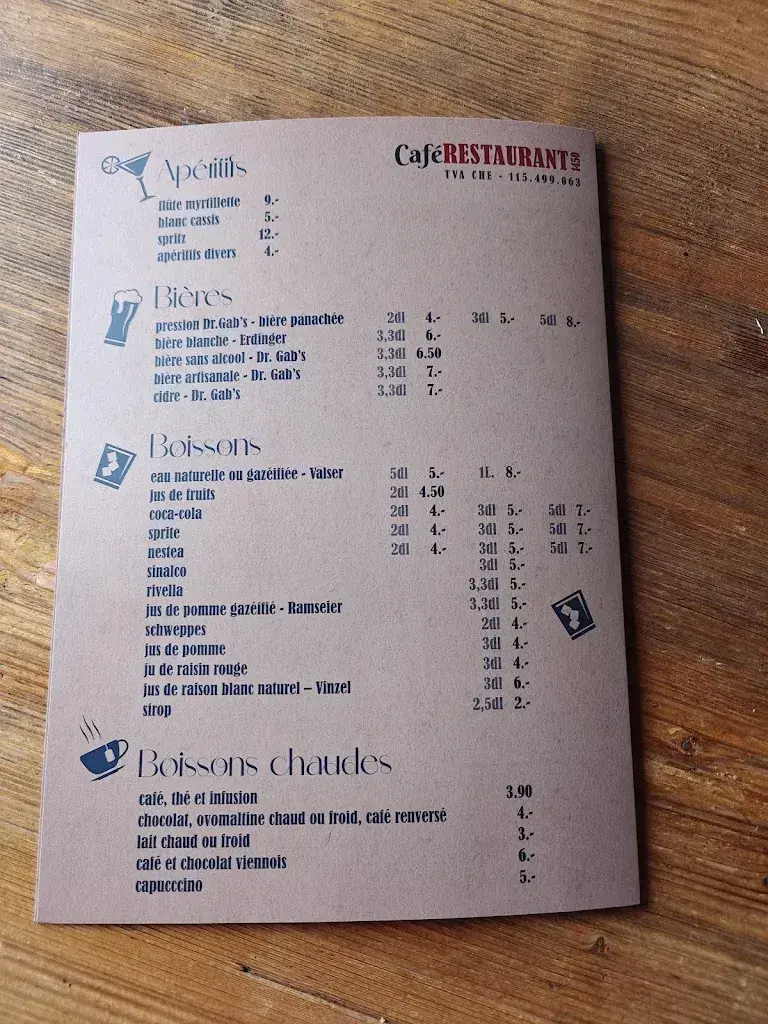 CaféRESTAURANT 1450
TVA CHE - 115.499.063
Apéritifs
flûte myrtillette 9.-
blanc cassis 5.-
spritz 12.-
apéritifs divers 4.-
Bières
pression Dr.Gab's - bière panachée 2dl 4.- 3dl 5.- 5dl 8.-
bière blanche - Erdinger 3,3dl 6.-
bière sans alcool - Dr. Gab's 3,3dl 6.50
bière artisanale - Dr. Gab's 3,3dl 7.-
cidre - Dr. Gab's 3,3dl 7.-
Boissons
eau naturelle ou gazéifiée - Valser 5dl 5.- 1L. 8.-
jus de fruits 2dl 4.50
coca-cola 2dl 4.- 3dl 5.- 5dl 7.-
sprite 2dl 4.- 3dl 5.- 5dl 7.-
nestea 2dl 4.- 3dl 5.- 5dl 7.-
sinalco 3dl 5.-
rivella 3,3dl 5.-
jus de pomme gazéifié - Ramseier 3,3dl 5.-
schweppes 2dl 4.-
jus de pomme 3dl 4.-
ju de raisin rouge 3dl 4.-
jus de raison blanc naturel – Vinzel 3dl 6.-
sirop 2,5dl 2.-
Boissons chaudes
café, thé et infusion 3.90
chocolat, ovomaltine chaud ou froid, café renversé 4.-
lait chaud ou froid 3.-
café et chocolat viennois 6.-
capucccino 5.-